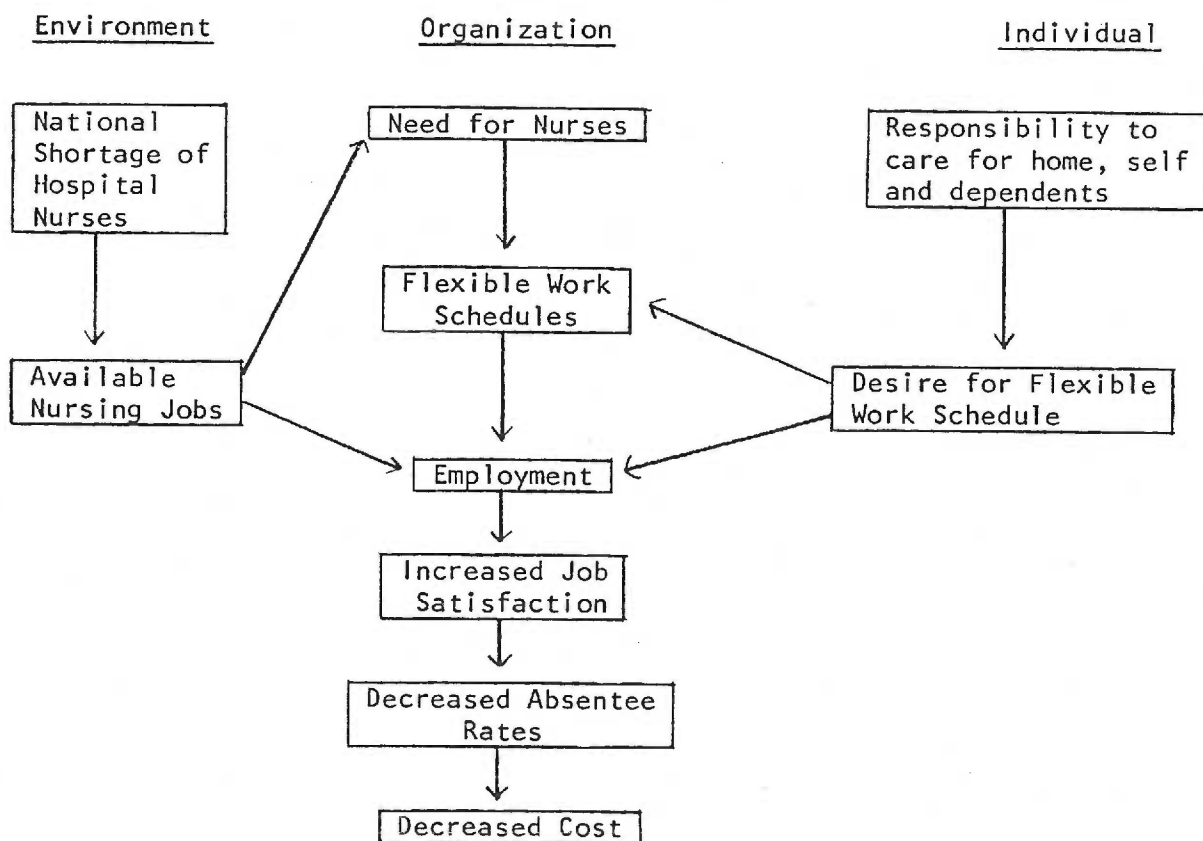 Environment
Organization
Individual
National
Shortage of
Hospital
Nurses
Need for Nurses
Responsibility to
care for home, self
and dependents
Flexible Work
Schedules
Available
Nursing Jobs
Desire for Flexible
Work Schedule
Employment
Increased Job
Satisfaction
Decreased Absentee
Rates
Decreased Cost